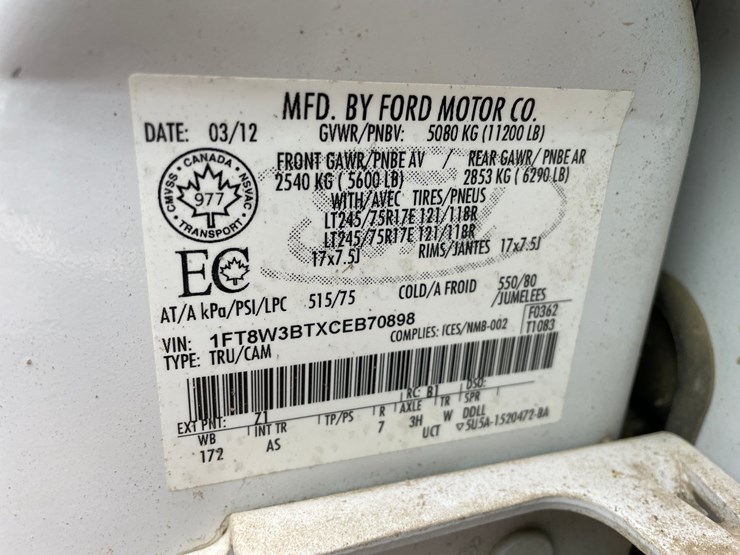 MFD. BY FORD MOTOR CO.
DATE: 03/12 GVWR/PNBV: 5080 KG (11200 LB)
FRONT GAWR/PNBE AV / REAR GAWR/PNBE AR
2540 KG ( 5600 LB) 2853 KG ( 6290 LB)
WITH/AVEC TIRES/PNEUS
LT245/75R17E 121/118R
LT245/75R17E 121/118R
17x7.5J RIMS/JANTES 17x7.5J
CMVSS • CANADA • NSVAC
977
TRANSPORT
EC
AT/A kPa/PSI/LPC 515/75 COLD/A FROID 550/80
/JUMELEES
VIN: 1FT8W3BTXCEB70898 COMPLIES: ICES/NMB-002 F0362
TYPE: TRU/CAM T1083
RC: B1 DSO:
EXT PNT: Z1 TP/PS R AXLE TR SPR
WB INT TR 7 3H W DDLL
172 AS UCT ▽5U5A-1520472-BA